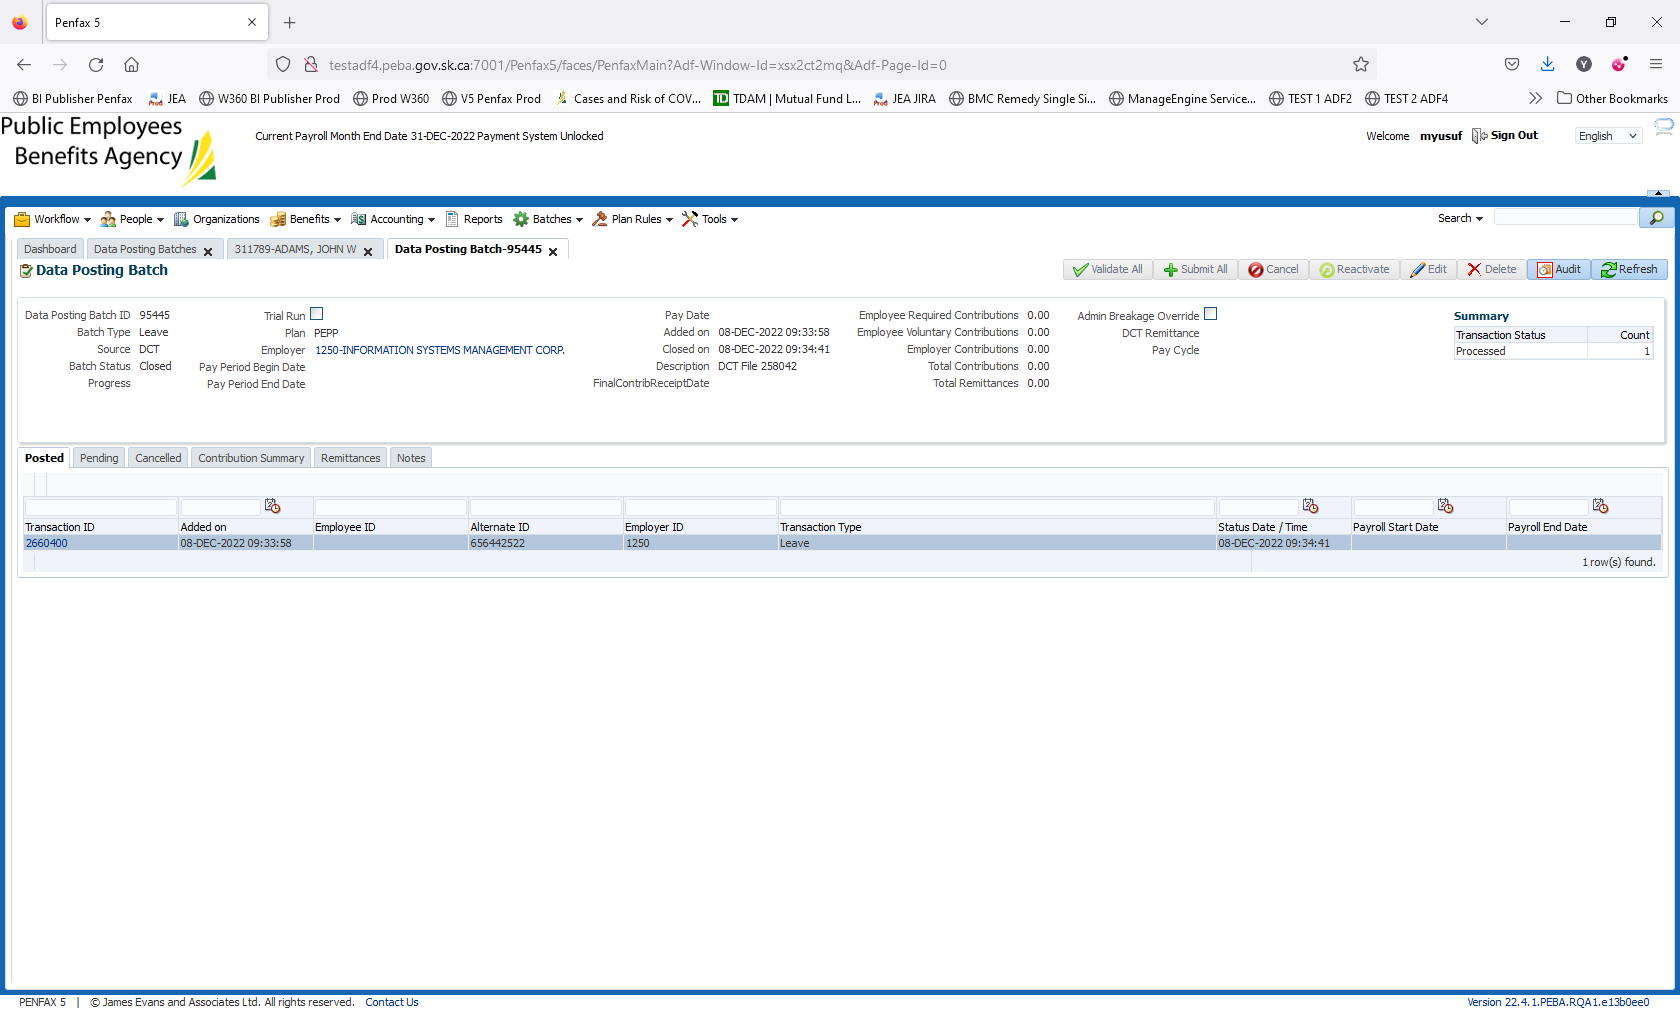 Penfax 5
testadf4.peba.gov.sk.ca:7001/Penfax5/faces/PenfaxMain?Adf-Window-Id=xsx2ct2mq&Adf-Page-Id=0
Y
BI Publisher Penfax JEA W360 BI Publisher Prod Prod W360 V5 Penfax Prod Cases and Risk of COV... TD TDAM | Mutual Fund L... JEA JIRA BMC Remedy Single Si... ManageEngine Service... TEST 1 ADF2 TEST 2 ADF4 Other Bookmarks
Public Employees
Benefits Agency
Current Payroll Month End Date 31-DEC-2022 Payment System Unlocked
Welcome myusuf Sign Out English
Workflow People Organizations Benefits Accounting Reports Batches Plan Rules Tools Search
Dashboard Data Posting Batches 311789-ADAMS, JOHN W Data Posting Batch-95445
Data Posting Batch
Validate All Submit All Cancel Reactivate Edit Delete Audit Refresh
Data Posting Batch ID 95445
Batch Type Leave
Source DCT
Batch Status Closed
Progress
Trial Run
Plan PEPP
Employer 1250-INFORMATION SYSTEMS MANAGEMENT CORP.
Pay Period Begin Date
Pay Period End Date
Pay Date
Added on 08-DEC-2022 09:33:58
Closed on 08-DEC-2022 09:34:41
Description DCT File 258042
FinalContribReceiptDate
Employee Required Contributions 0.00
Employee Voluntary Contributions 0.00
Employer Contributions 0.00
Total Contributions 0.00
Total Remittances 0.00
Admin Breakage Override
DCT Remittance
Pay Cycle
Summary
Transaction Status Count
Processed 1
Posted Pending Cancelled Contribution Summary Remittances Notes
Transaction ID Added on Employee ID Alternate ID Employer ID Transaction Type Status Date / Time Payroll Start Date Payroll End Date
2660400 08-DEC-2022 09:33:58 656442522 1250 Leave 08-DEC-2022 09:34:41
1 row(s) found.
PENFAX 5 | © James Evans and Associates Ltd. All rights reserved. Contact Us
Version 22.4.1.PEBA.RQA1.e13b0ee0